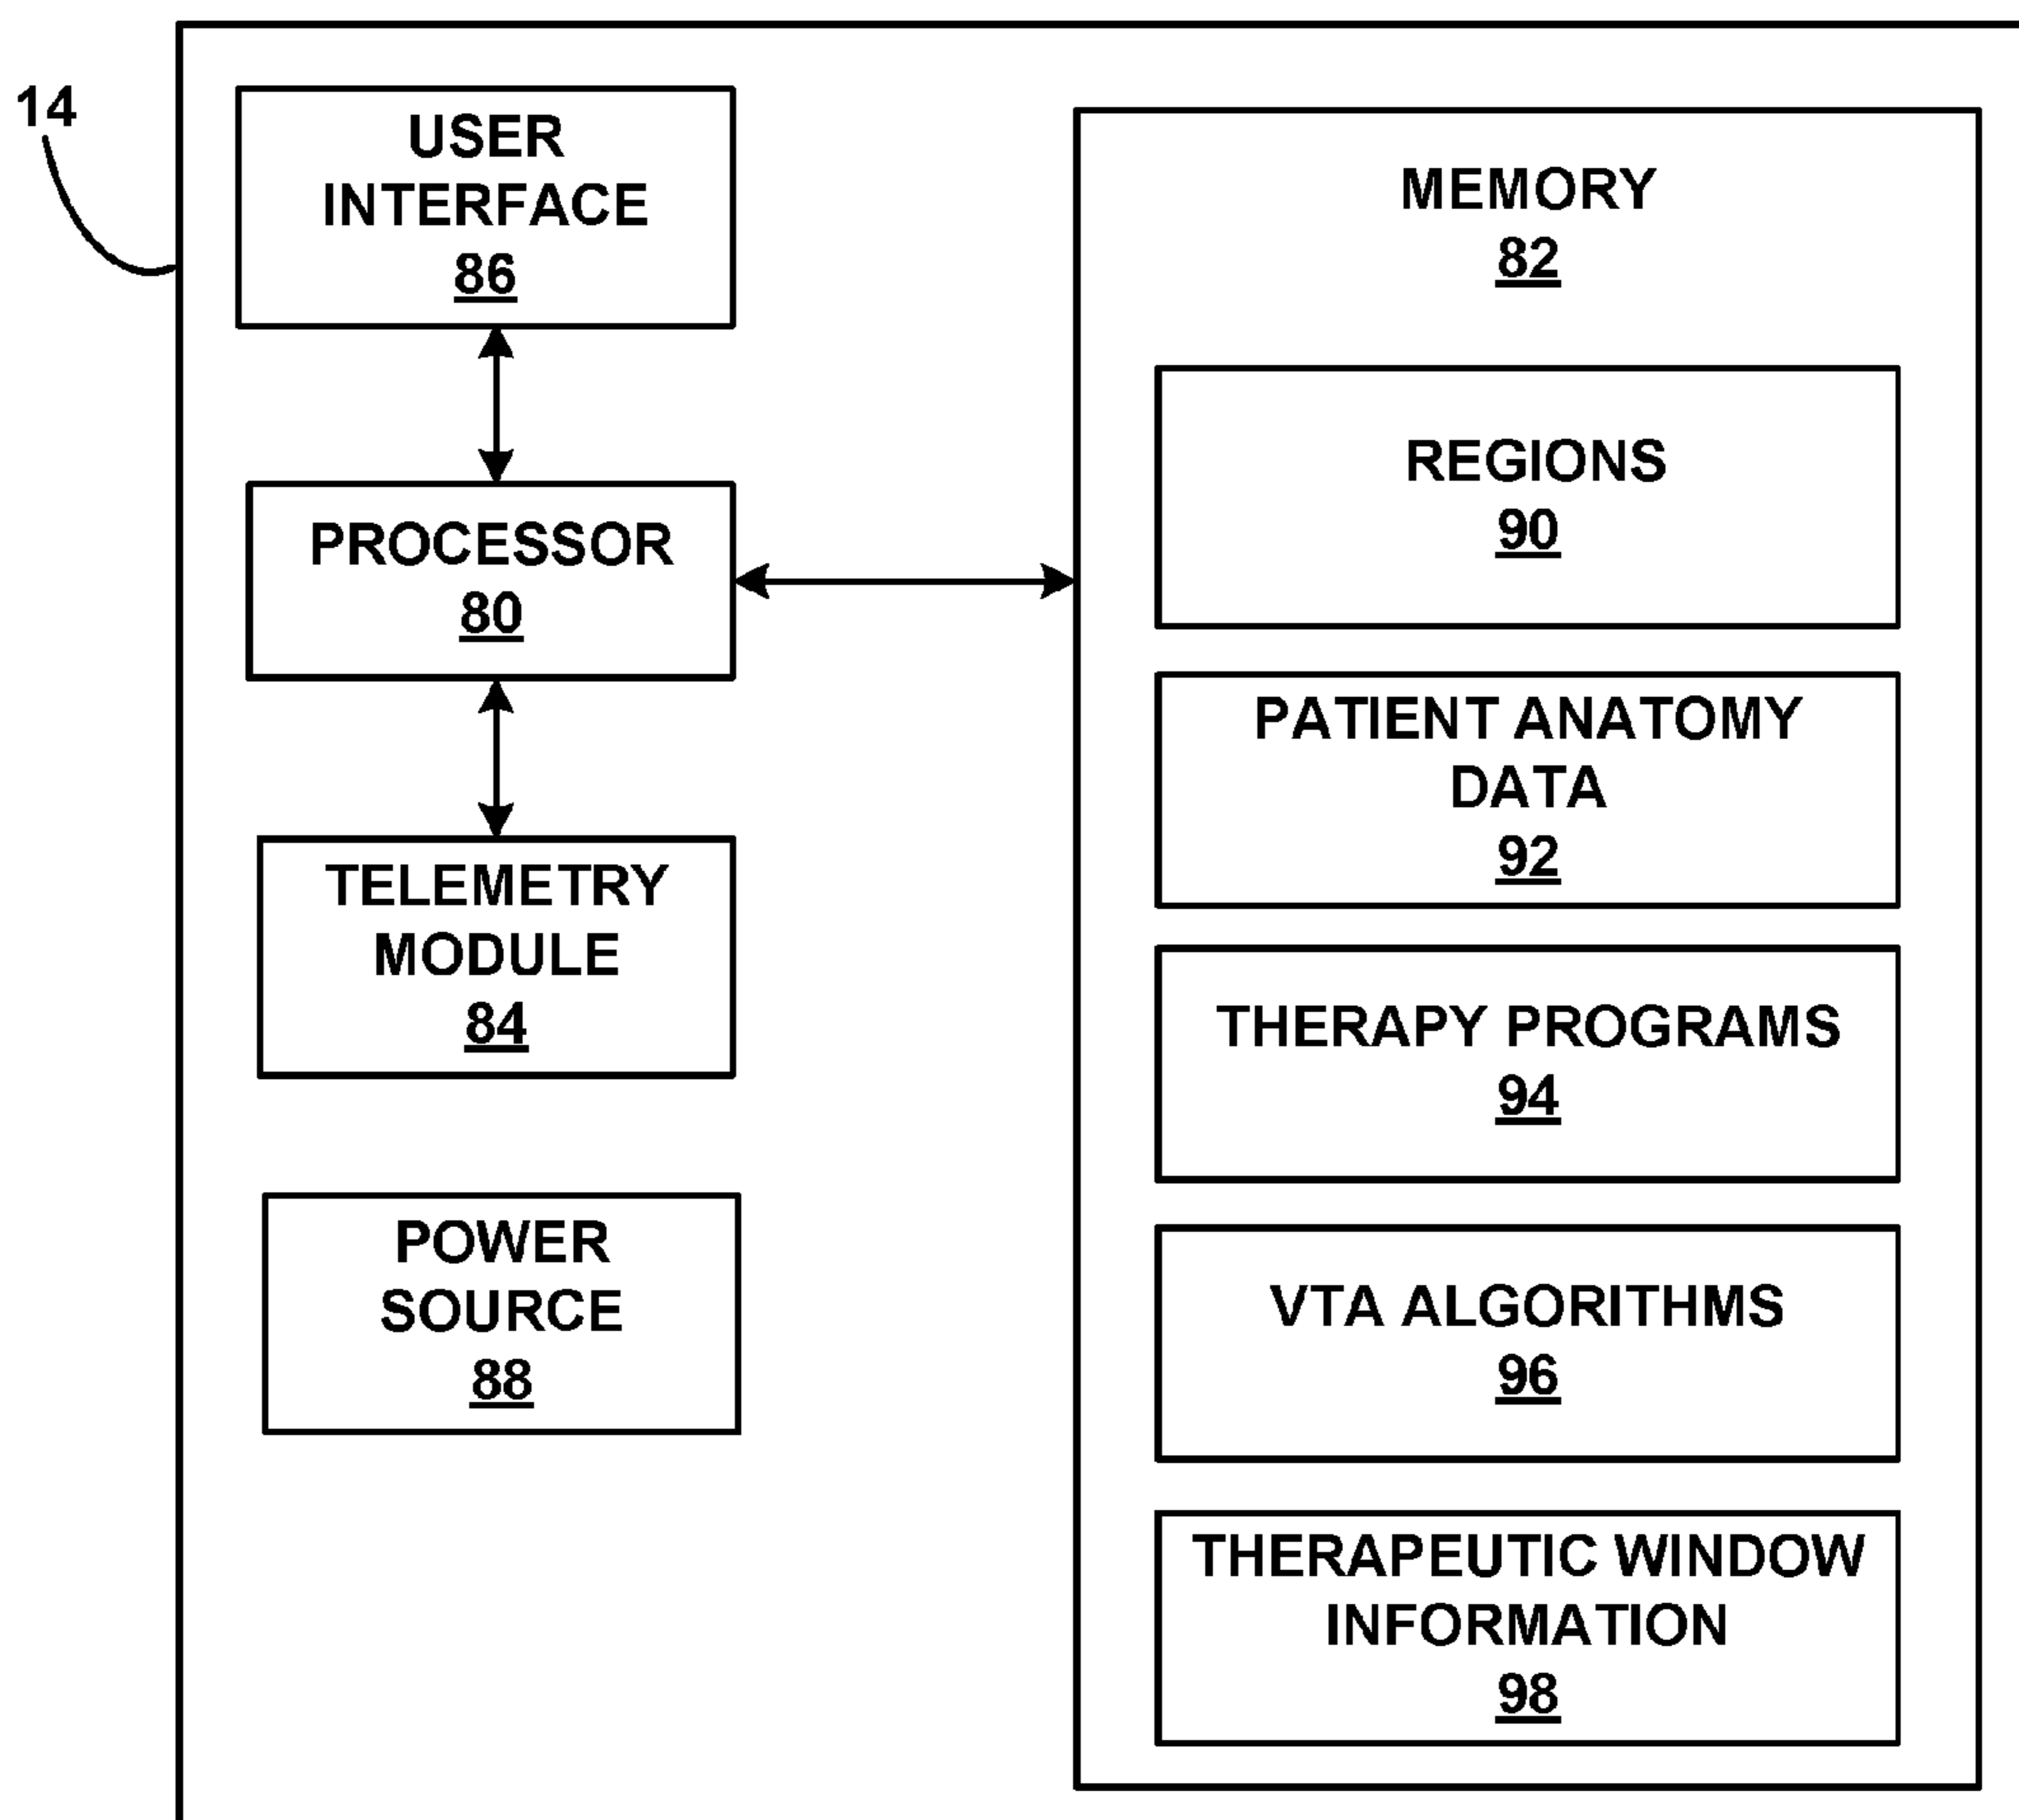 14
USER
INTERFACE
86
PROCESSOR
80
TELEMETRY
MODULE
84
POWER
SOURCE
88
MEMORY
82
REGIONS
90
PATIENT ANATOMY
DATA
92
THERAPY PROGRAMS
94
VTA ALGORITHMS
96
THERAPEUTIC WINDOW
INFORMATION
98